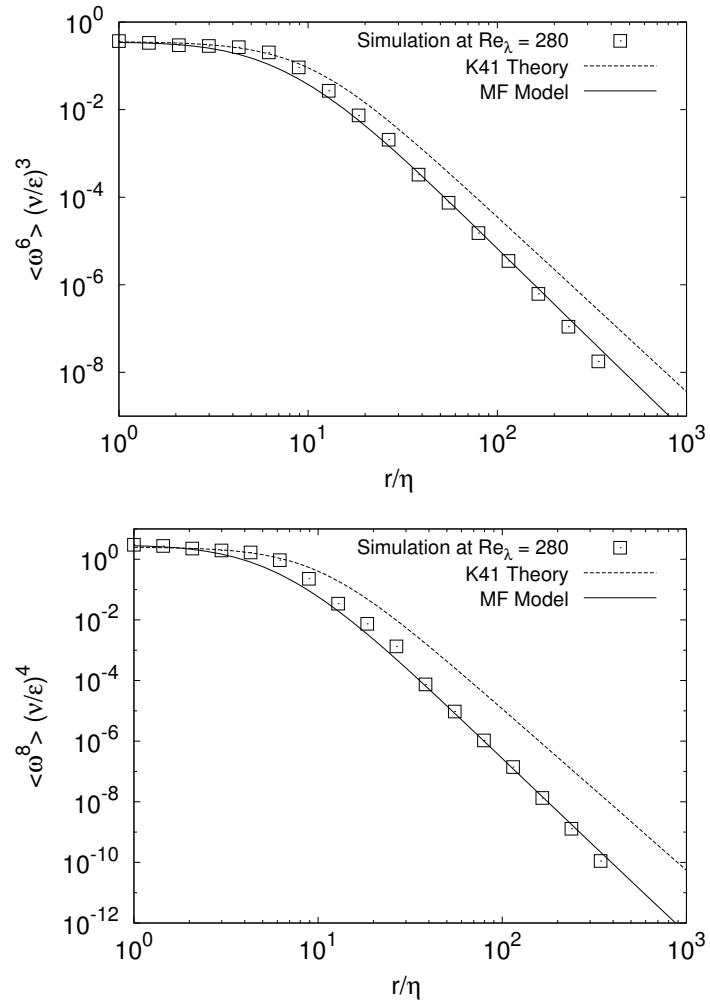 10^0
10^-2
10^-4
10^-6
10^-8
<ω^6> (ν/ε)^3
Simulation at Re_λ = 280
K41 Theory
MF Model
10^0 10^1 10^2 10^3
r/η
10^0
10^-2
10^-4
10^-6
10^-8
10^-10
10^-12
<ω^8> (ν/ε)^4
Simulation at Re_λ = 280
K41 Theory
MF Model
10^0 10^1 10^2 10^3
r/η